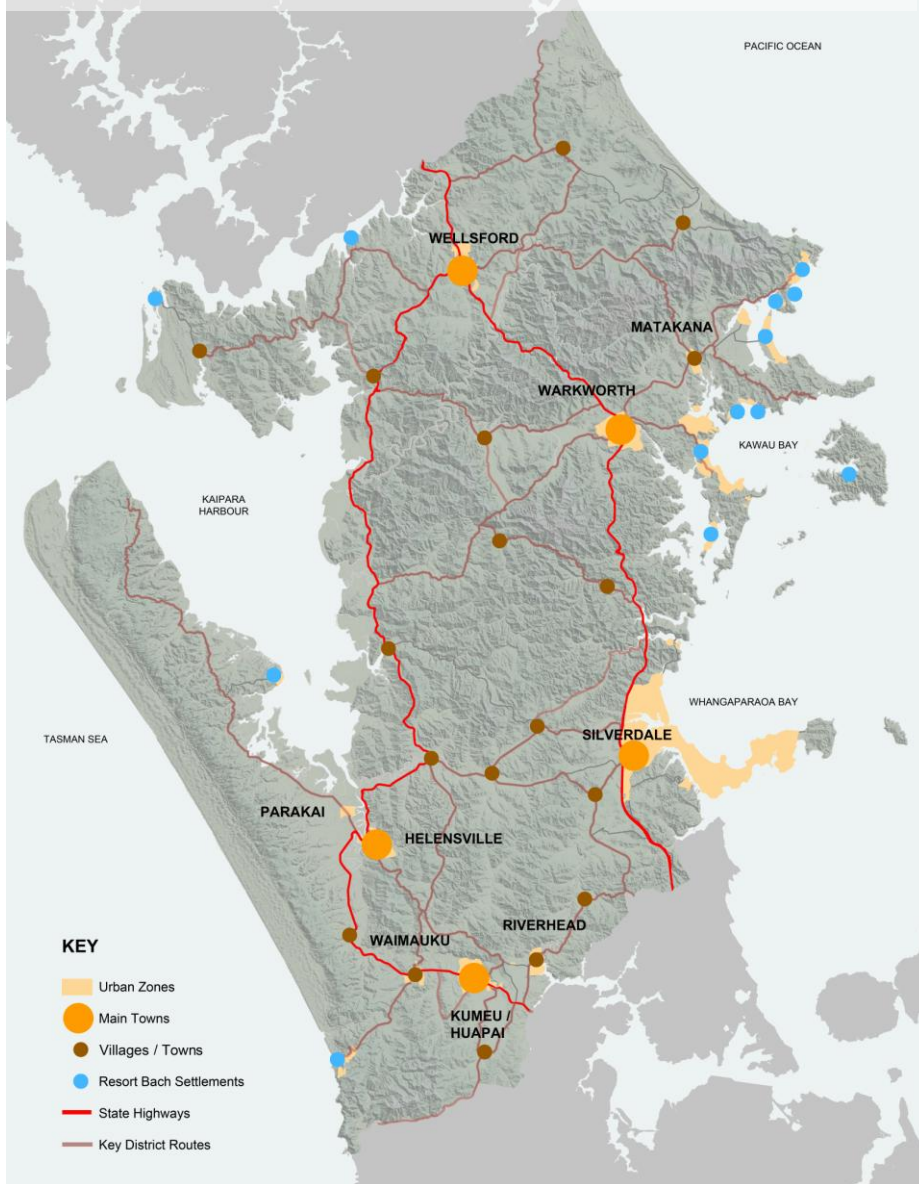 PACIFIC OCEAN
WELLSFORD
MATAKANA
WARKWORTH
KAWAU BAY
KAIPARA
HARBOUR
WHANGAPARAOA BAY
TASMAN SEA
SILVERDALE
PARAKAI
HELENSVILLE
RIVERHEAD
WAIMAUKU
KUMEU /
HUAPAI
KEY
Urban Zones
Main Towns
Villages / Towns
Resort Bach Settlements
State Highways
Key District Routes